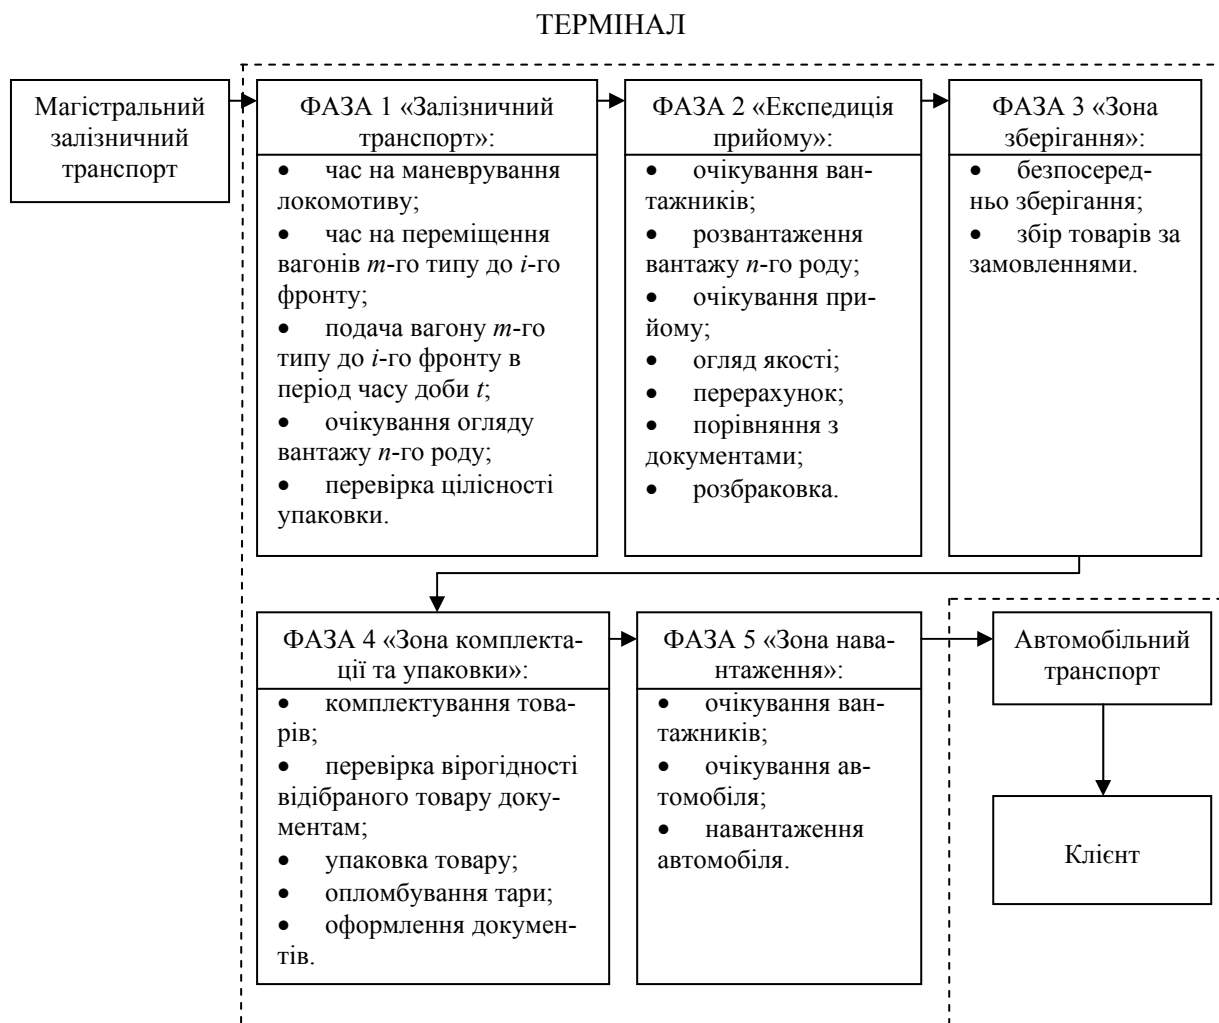 ТЕРМІНАЛ
Магістральний
залізничний
транспорт
ФАЗА 1 «Залізничний
транспорт»:
• час на маневрування
локомотиву;
• час на переміщення
вагонів m-го типу до i-го
фронту;
• подача вагону m-го
типу до i-го фронту в
період часу доби t;
• очікування огляду
вантажу n-го роду;
• перевірка цілісності
упаковки.
ФАЗА 2 «Експедиція
прийому»:
• очікування ван-
тажників;
• розвантаження
вантажу n-го роду;
• очікування при-
йому;
• огляд якості;
• перерахунок;
• порівняння з
документами;
• розбраковка.
ФАЗА 3 «Зона
зберігання»:
• безпосеред-
ньо зберігання;
• збір товарів за
замовленнями.
ФАЗА 4 «Зона комплекта-
ції та упаковки»:
• комплектування това-
рів;
• перевірка вірогідності
відібраного товару доку-
ментам;
• упаковка товару;
• опломбування тари;
• оформлення докумен-
тів.
ФАЗА 5 «Зона нава-
нтаження»:
• очікування ван-
тажників;
• очікування ав-
томобіля;
• навантаження
автомобіля.
Автомобільний
транспорт
Клієнт